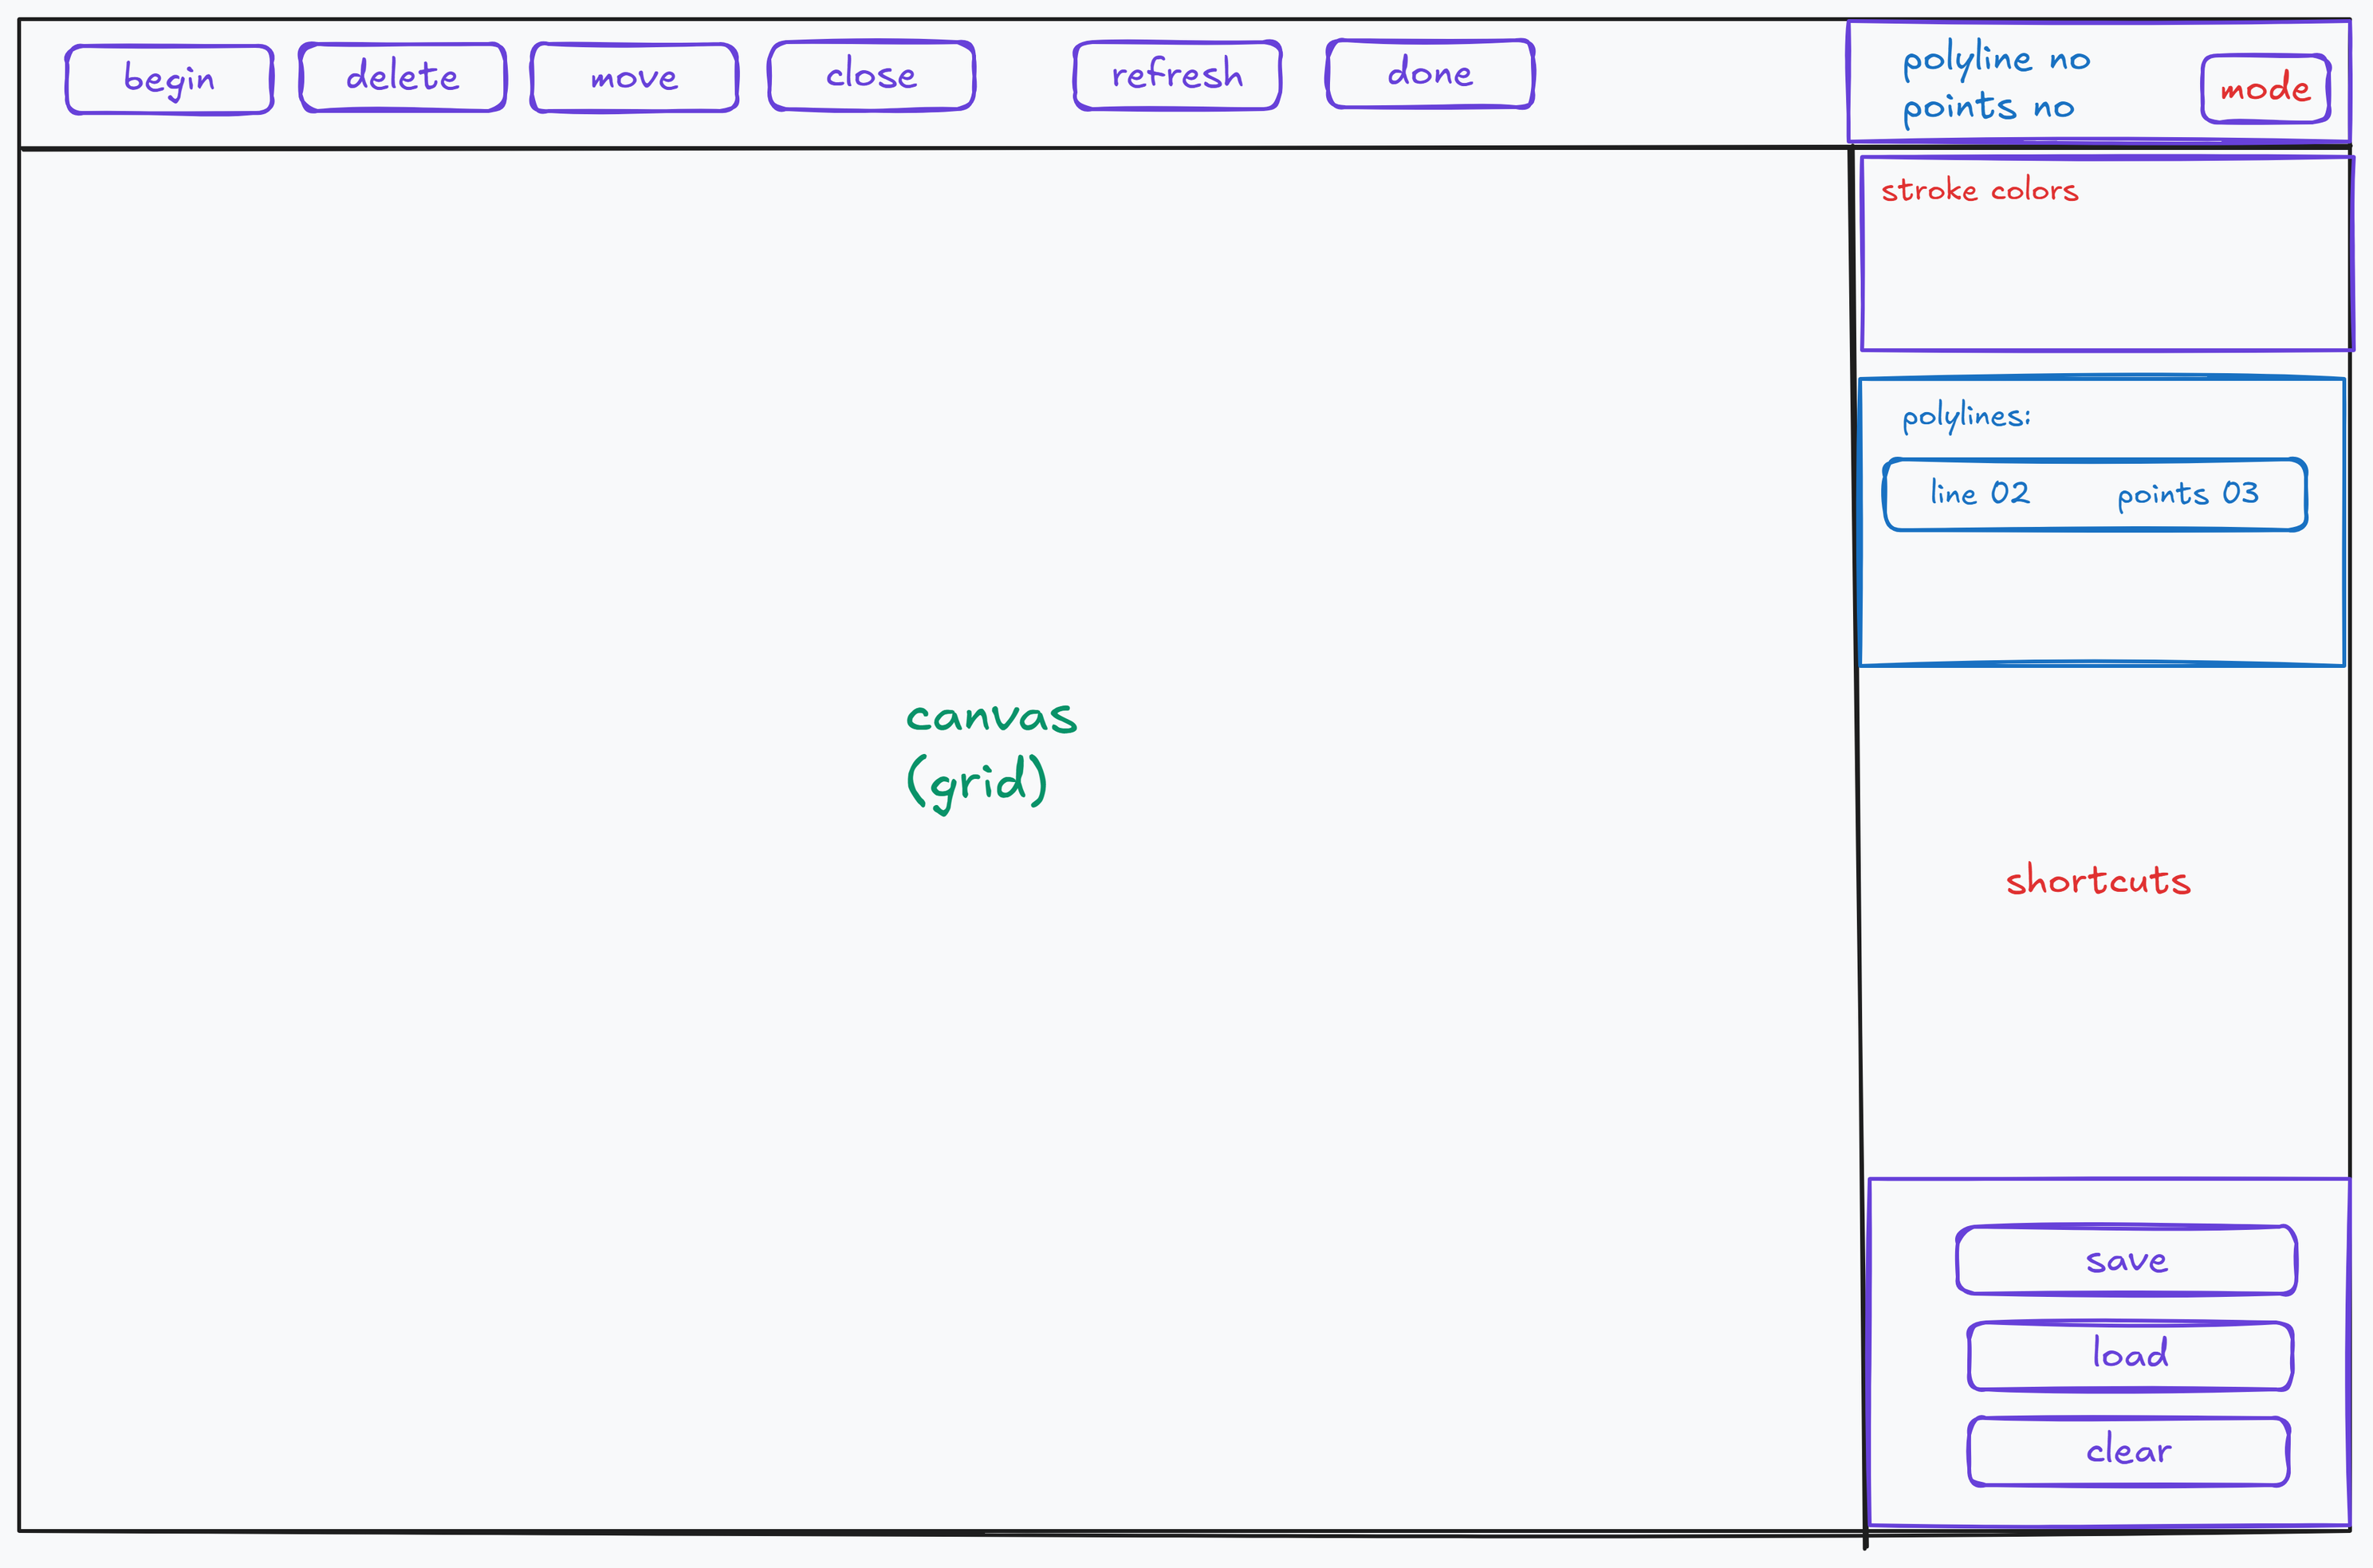 begin
delete
move
close
refresh
done
polyline no
points no
mode
stroke colors
polylines:
line 02 points 03
canvas
(grid)
shortcuts
save
load
clear